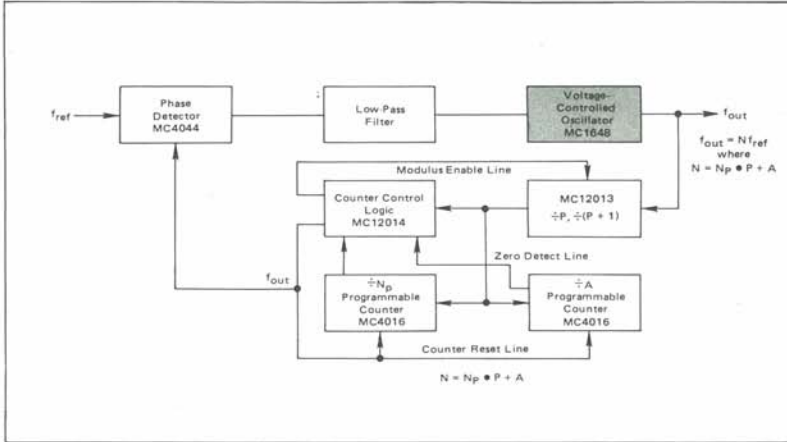 f_ref
Phase
Detector
MC4044
Low-Pass
Filter
Voltage-
Controlled
Oscillator
MC1648
f_out
f_out = N f_ref
where
N = N_P • P + A
Modulus Enable Line
Counter Control
Logic
MC12014
MC12013
÷P, ÷(P + 1)
Zero Detect Line
f_out
÷N_p
Programmable
Counter
MC4016
÷A
Programmable
Counter
MC4016
Counter Reset Line
N = N_P • P + A